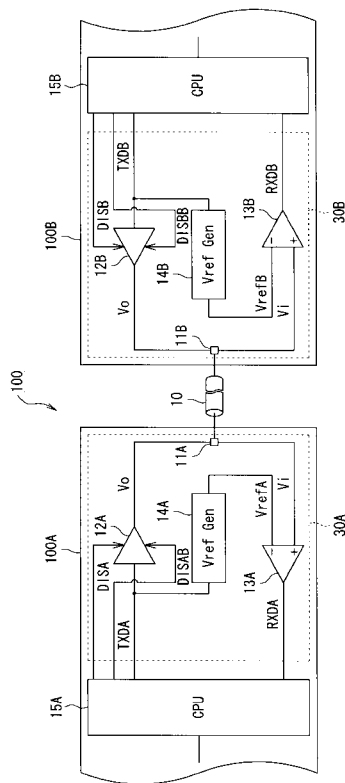 100
100A
15A
CPU
DISA
TXDA
DISAB
12A
14A
Vref Gen
Vo
11A
VrefA
Vi
13A
RXDA
30A
10
100B
15B
CPU
DISB
TXDB
DISBB
12B
14B
Vref Gen
Vo
11B
VrefB
Vi
13B
RXDB
30B